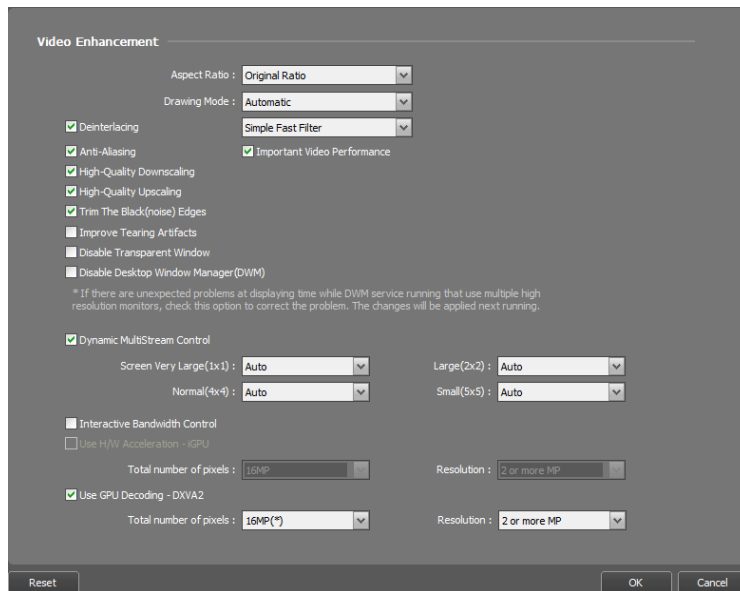 Video Enhancement
Aspect Ratio : Original Ratio
Drawing Mode : Automatic
Deinterlacing Simple Fast Filter
Anti-Aliasing Important Video Performance
High-Quality Downscaling
High-Quality Upscaling
Trim The Black(noise) Edges
Improve Tearing Artifacts
Disable Transparent Window
Disable Desktop Window Manager(DWM)
* If there are unexpected problems at displaying time while DWM service running that use multiple high
resolution monitors, check this option to correct the problem. The changes will be applied next running.
Dynamic MultiStream Control
Screen Very Large(1x1) : Auto Large(2x2) : Auto
Normal(4x4) : Auto Small(5x5) : Auto
Interactive Bandwidth Control
Use H/W Acceleration - iGPU
Total number of pixels : 16MP Resolution : 2 or more MP
Use GPU Decoding - DXVA2
Total number of pixels : 16MP(*) Resolution : 2 or more MP
Reset OK Cancel